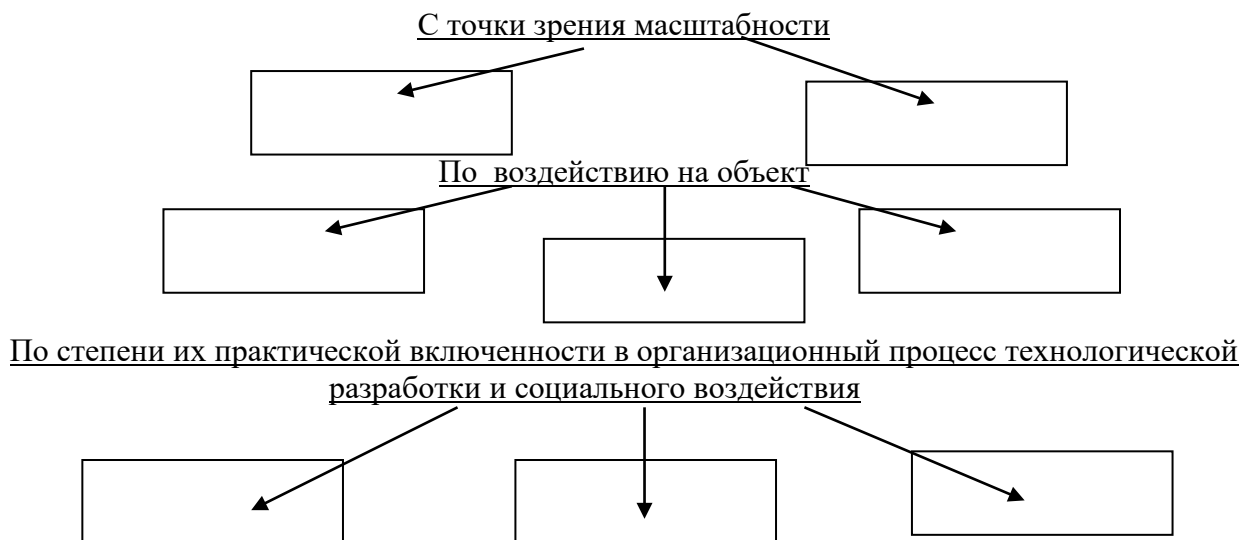 С точки зрения масштабности
По воздействию на объект
По степени их практической включенности в организационный процесс технологической
разработки и социального воздействия